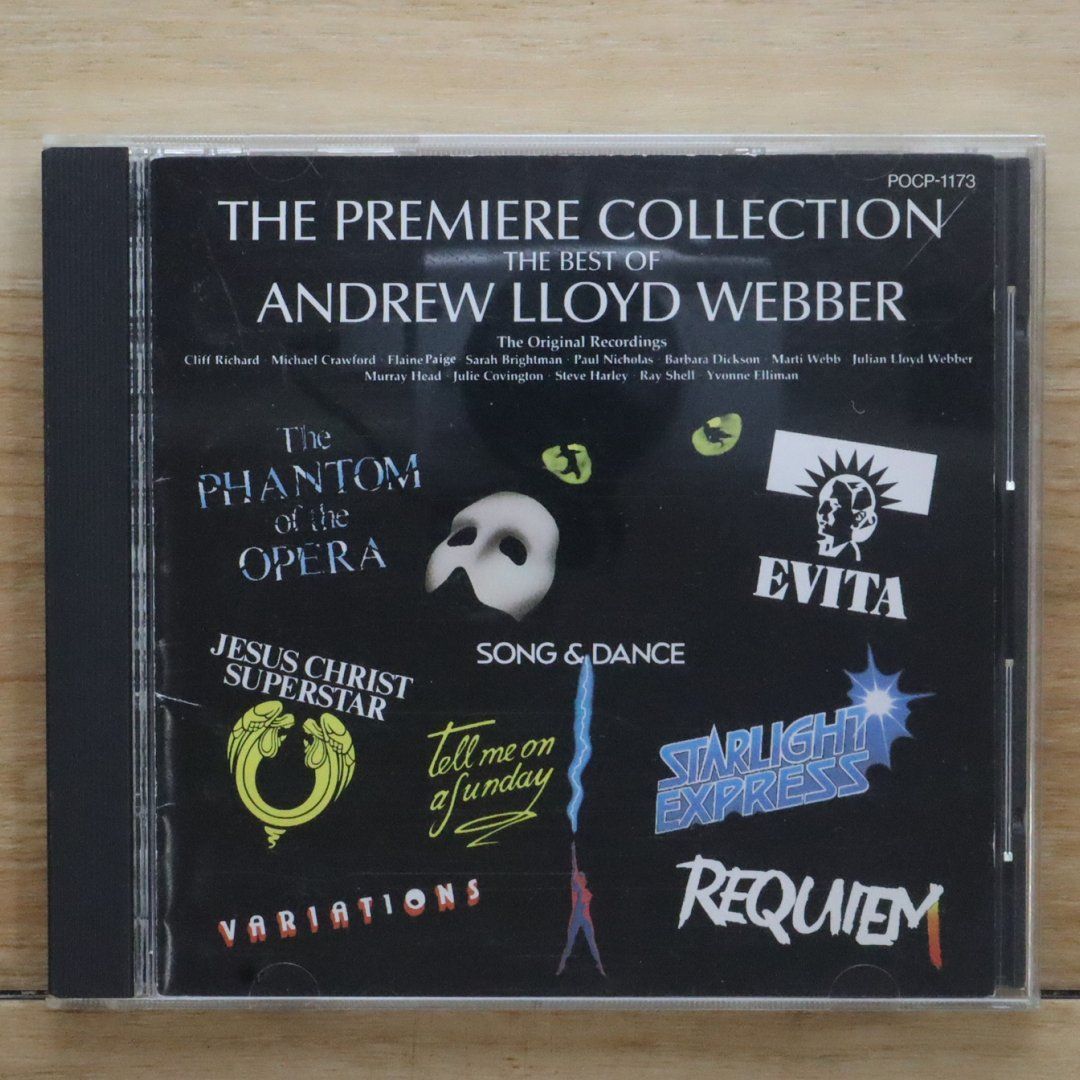 POCP-1173
THE PREMIERE COLLECTION
THE BEST OF
ANDREW LLOYD WEBBER
The Original Recordings
Cliff Richard · Michael Crawford · Elaine Paige · Sarah Brightman · Paul Nicholas · Barbara Dickson · Marti Webb · Julian Lloyd Webber
Murray Head · Julie Covington · Steve Harley · Ray Shell · Yvonne Elliman
The
PHANTOM
of the
OPERA
EVITA
JESUS CHRIST
SUPERSTAR
SONG & DANCE
tell me on
a sunday
STARLIGHT
EXPRESS
VARIATIONS
REQUIEM